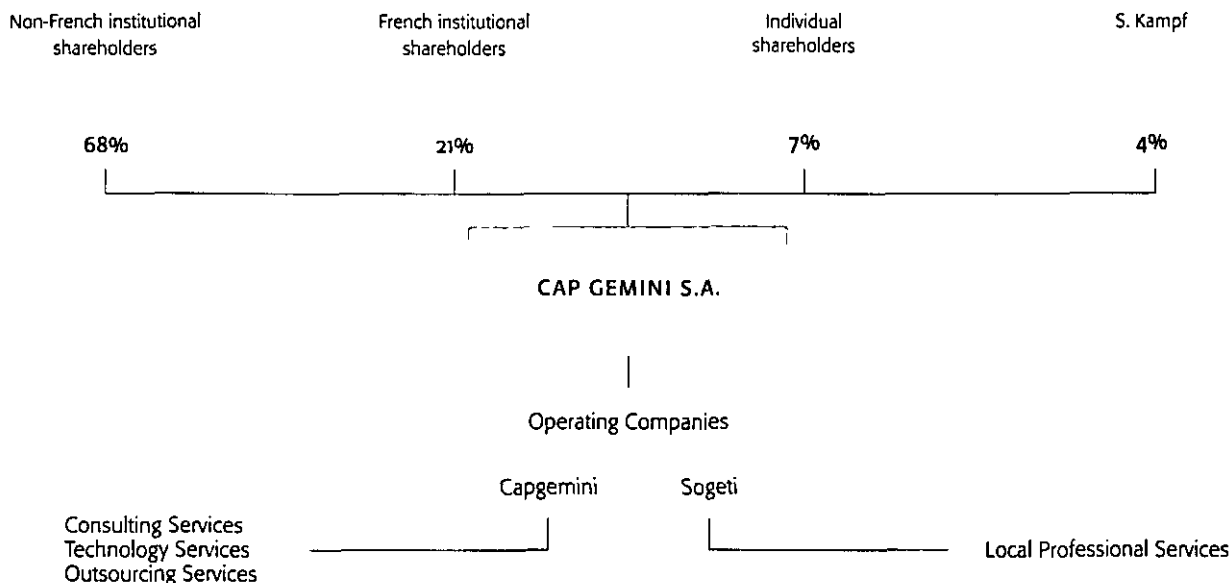 Non-French institutional
shareholders
French institutional
shareholders
Individual
shareholders
S. Kampf
68%
21%
7%
4%
CAP GEMINI S.A.
Operating Companies
Capgemini
Sogeti
Consulting Services
Technology Services
Outsourcing Services
Local Professional Services